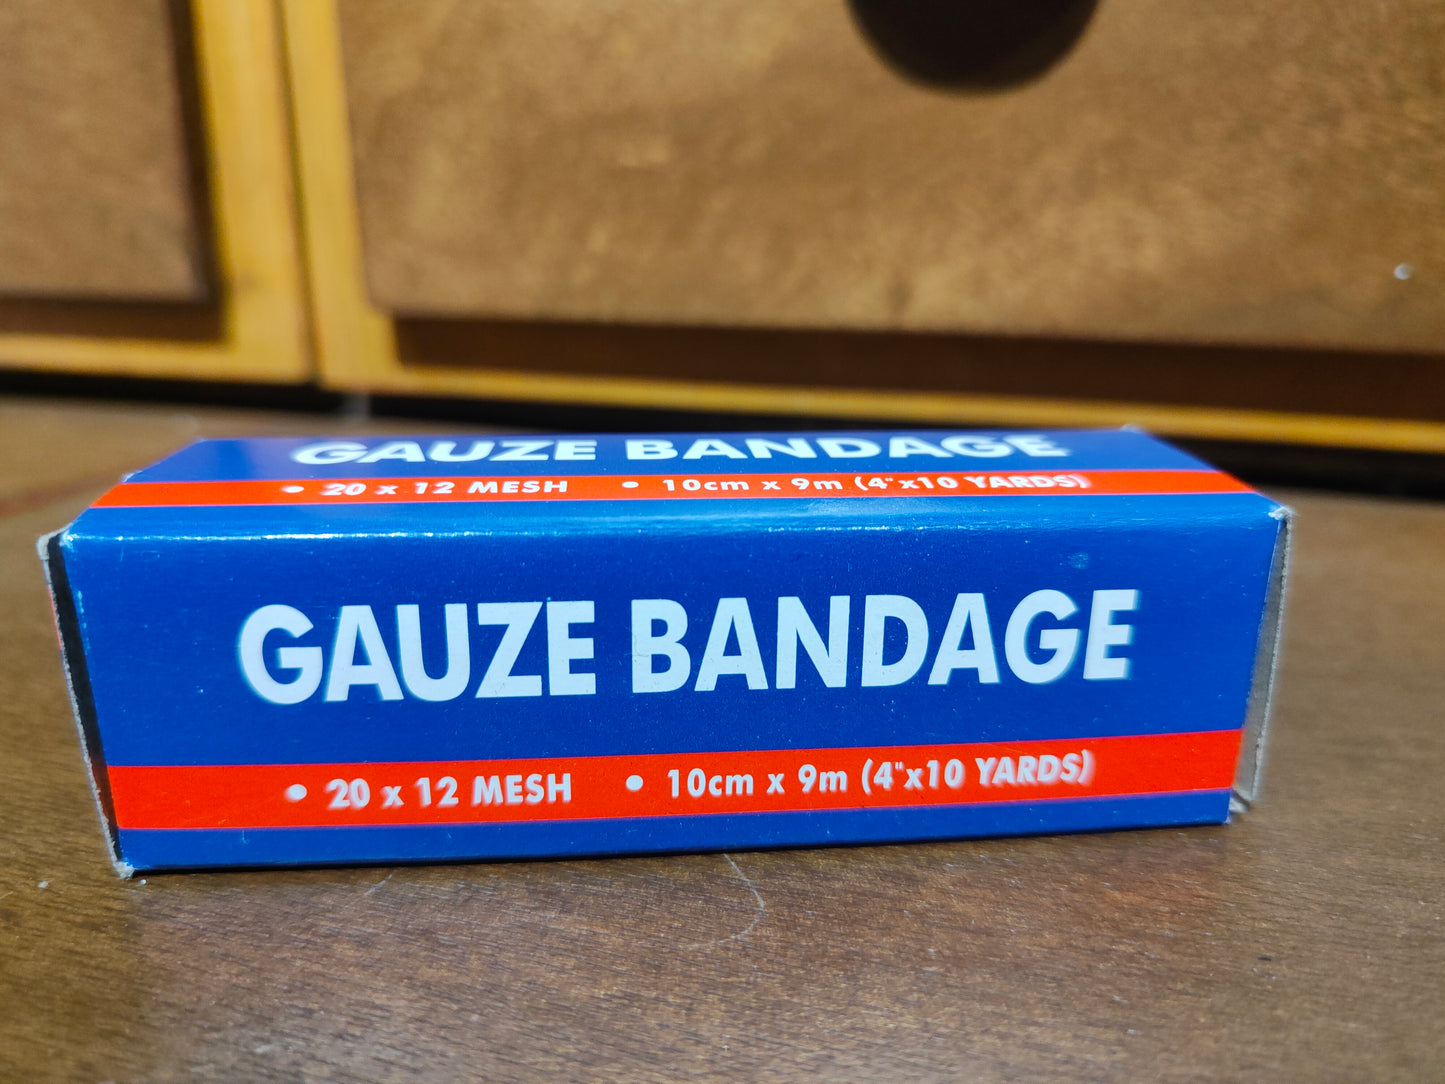 GAUZE BANDAGE
• 20 x 12 MESH • 10cm x 9m (4"x10 YARDS)
GAUZE BANDAGE
• 20 x 12 MESH • 10cm x 9m (4"x10 YARDS)